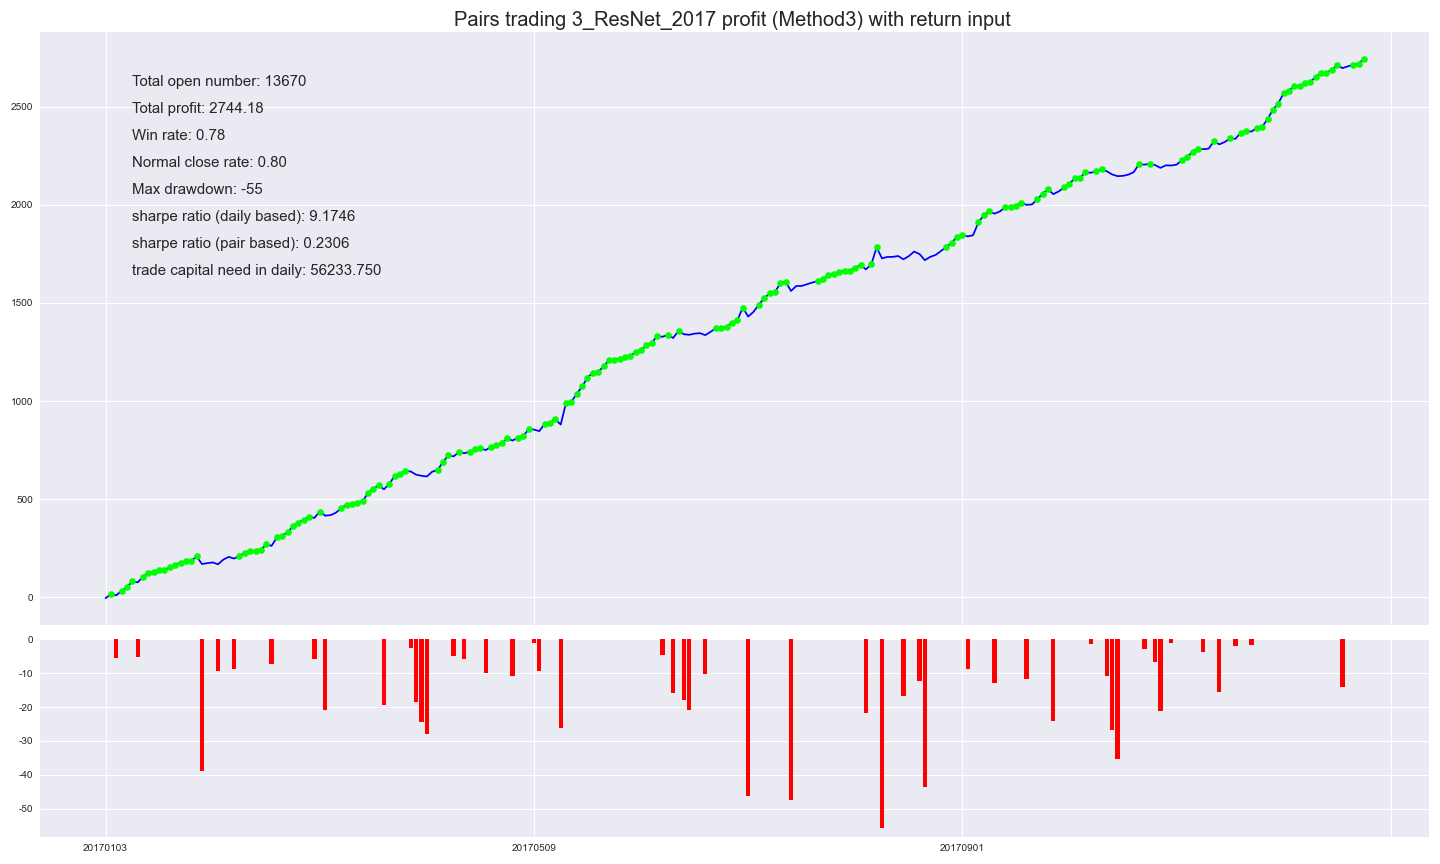 Pairs trading 3_ResNet_2017 profit (Method3) with return input
Total open number: 13670
Total profit: 2744.18
Win rate: 0.78
Normal close rate: 0.80
Max drawdown: -55
sharpe ratio (daily based): 9.1746
sharpe ratio (pair based): 0.2306
trade capital need in daily: 56233.750
2500
2000
1500
1000
500
0
0
-10
-20
-30
-40
-50
20170103
20170509
20170901